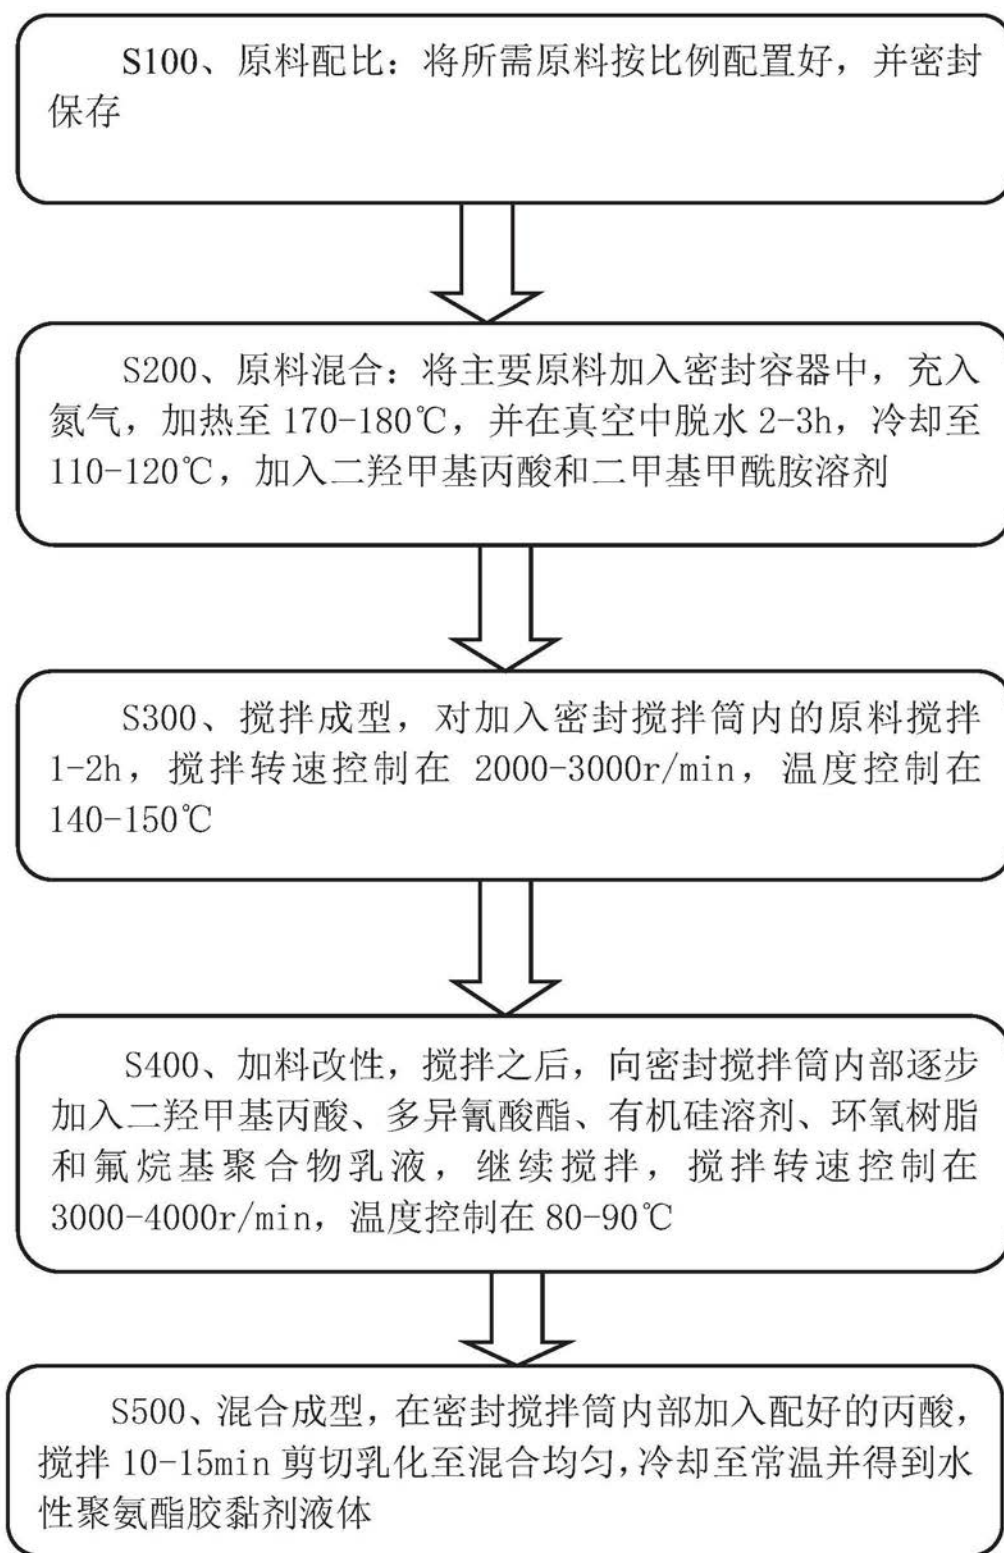 S100、原料配比：将所需原料按比例配置好，并密封
保存
S200、原料混合：将主要原料加入密封容器中，充入
氮气，加热至 170-180℃，并在真空中脱水 2-3h，冷却至
110-120℃，加入二羟甲基丙酸和二甲基甲酰胺溶剂
S300、搅拌成型，对加入密封搅拌筒内的原料搅拌
1-2h，搅拌转速控制在 2000-3000r/min，温度控制在
140-150℃
S400、加料改性，搅拌之后，向密封搅拌筒内部逐步
加入二羟甲基丙酸、多异氰酸酯、有机硅溶剂、环氧树脂
和氟烷基聚合物乳液，继续搅拌，搅拌转速控制在
3000-4000r/min，温度控制在 80-90℃
S500、混合成型，在密封搅拌筒内部加入配好的丙酸，
搅拌 10-15min 剪切乳化至混合均匀，冷却至常温并得到水
性聚氨酯胶黏剂液体